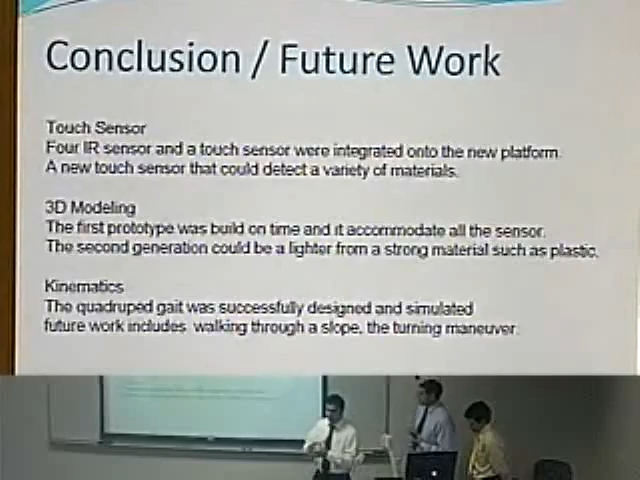 Conclusion / Future Work
Touch Sensor
Four IR sensor and a touch sensor were integrated onto the new platform.
A new touch sensor that could detect a variety of materials.
3D Modeling
The first prototype was build on time and it accommodate all the sensor.
The second generation could be a lighter from a strong material such as plastic.
Kinematics
The quadruped gait was successfully designed and simulated
future work includes walking through a slope, the turning maneuver.